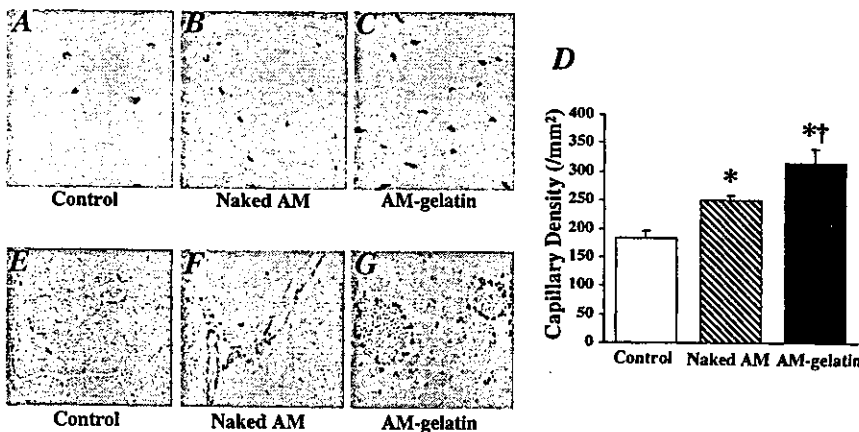 A
B
C
Control
Naked AM
AM-gelatin
D
Capillary Density (/mm²)
400
350
300
250
200
150
100
50
0
*
*†
Control
Naked AM
AM-gelatin
E
F
G
Control
Naked AM
AM-gelatin